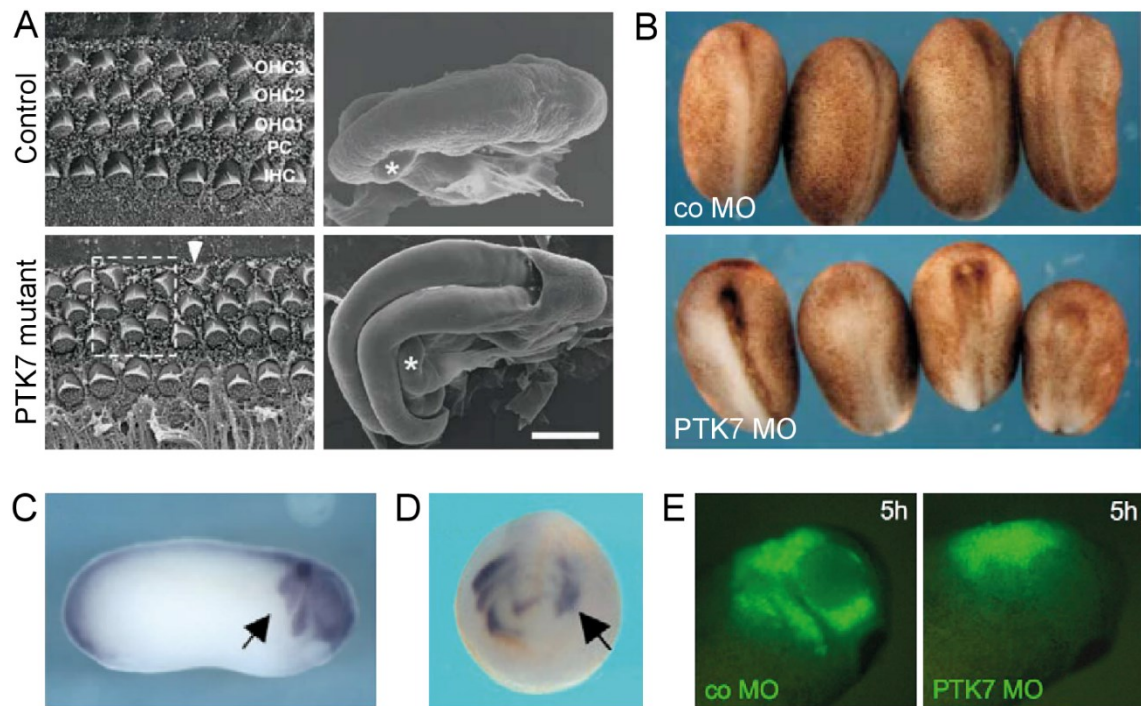 A
Control
OHC3
OHC2
OHC1
PC
IHC
*
PTK7 mutant
*
B
co MO
PTK7 MO
C
D
E
5h
co MO
5h
PTK7 MO